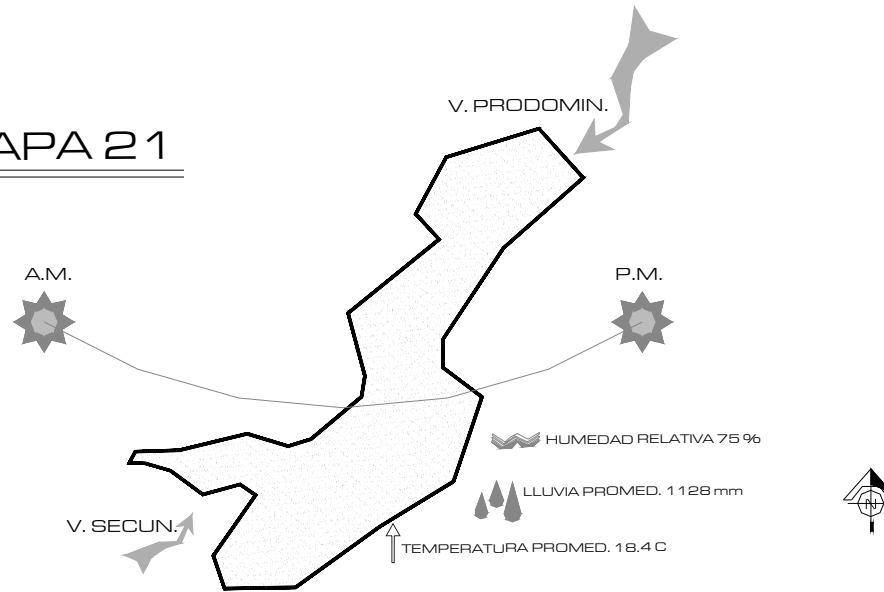 V. PRODOMIN.
APA 21
A.M.
P.M.
HUMEDAD RELATIVA 75 %
LLUVIA PROMED. 1128 mm
N
V. SECUN.
TEMPERATURA PROMED. 18.4 C